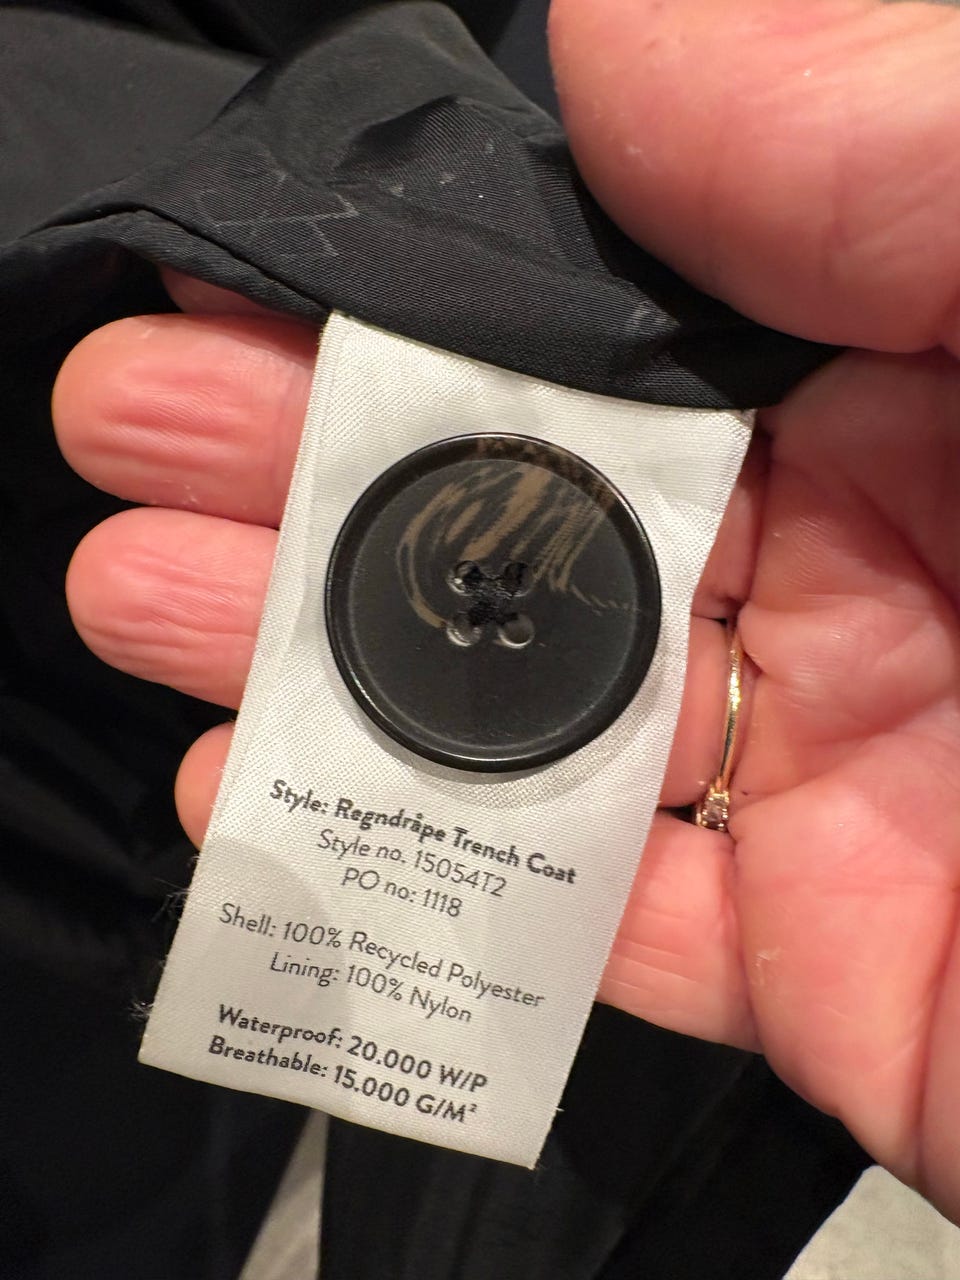 Style: Regndråpe Trench Coat
Style no. 15054T2
PO no: 1118
Shell: 100% Recycled Polyester
Lining: 100% Nylon
Waterproof: 20.000 W/P
Breathable: 15.000 G/M²